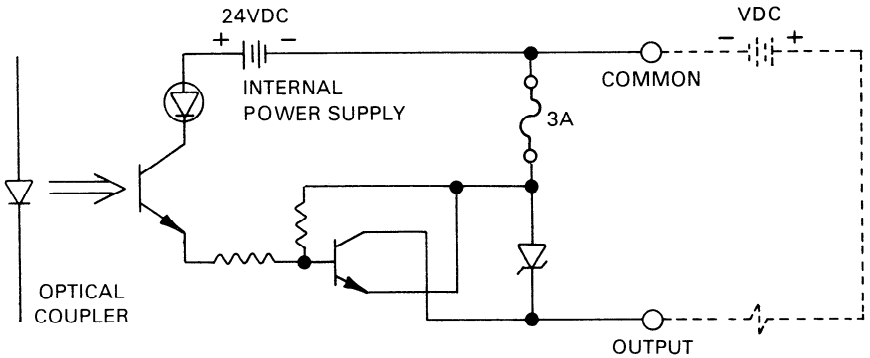 24VDC
+ −
VDC
− +
INTERNAL
POWER SUPPLY
COMMON
3A
OPTICAL
COUPLER
OUTPUT